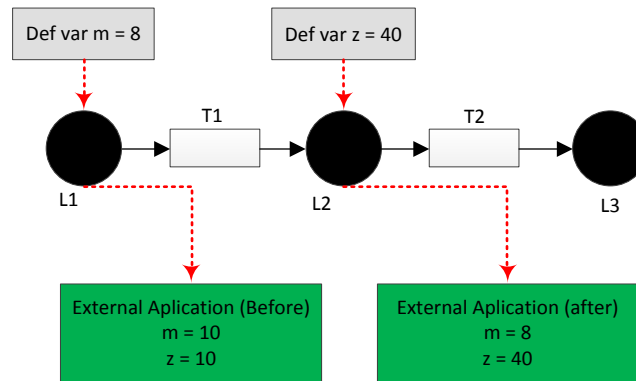 Def var m = 8
Def var z = 40
T1
T2
L1
L2
L3
External Aplication (Before)
m = 10
z = 10
External Aplication (after)
m = 8
z = 40